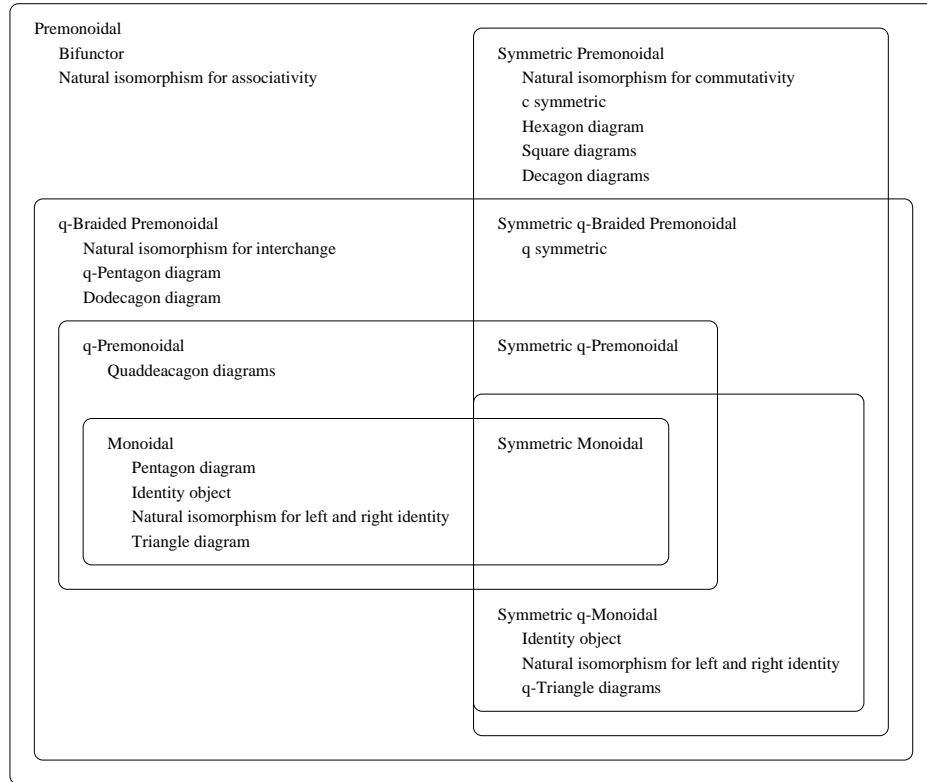 Premonoidal
Bifunctor
Natural isomorphism for associativity
Symmetric Premonoidal
Natural isomorphism for commutativity
c symmetric
Hexagon diagram
Square diagrams
Decagon diagrams
q-Braided Premonoidal
Natural isomorphism for interchange
q-Pentagon diagram
Dodecagon diagram
Symmetric q-Braided Premonoidal
q symmetric
q-Premonoidal
Quaddeacagon diagrams
Symmetric q-Premonoidal
Monoidal
Pentagon diagram
Identity object
Natural isomorphism for left and right identity
Triangle diagram
Symmetric Monoidal
Symmetric q-Monoidal
Identity object
Natural isomorphism for left and right identity
q-Triangle diagrams